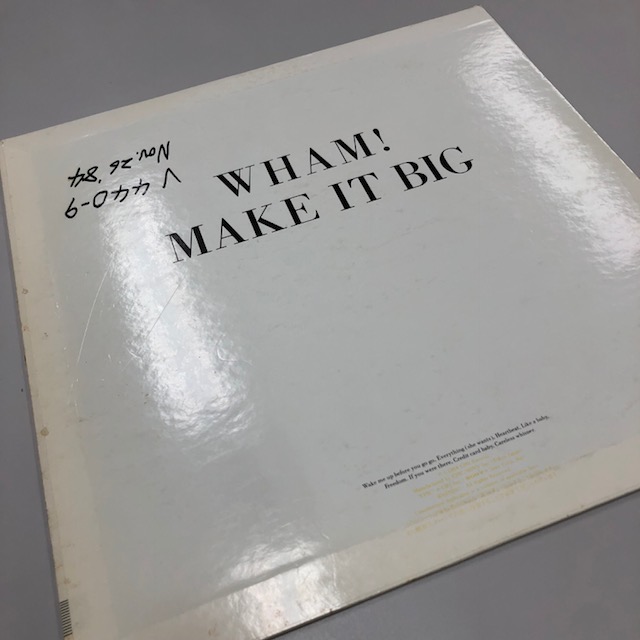 WHAM!
MAKE IT BIG
V 440-9
Nov. 26 '84
Wake me up before you go go, Everything she wants, Heartbeat, Like a baby,
Freedom, If you were there, Credit card baby, Careless whisper.